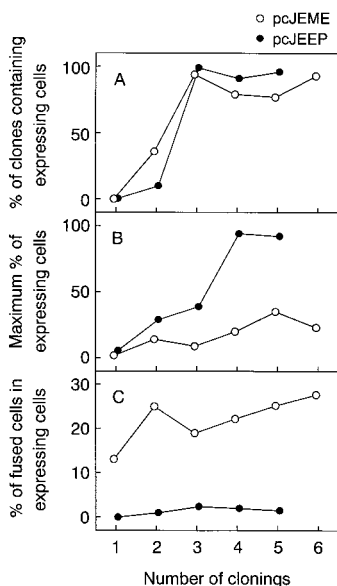 pcJEME
pcJEEP
% of clones containing
expressing cells
100
50
0
A
Maximum % of
expressing cells
100
50
0
B
% of fused cells in
expressing cells
30
20
10
0
C
1 2 3 4 5 6
Number of clonings